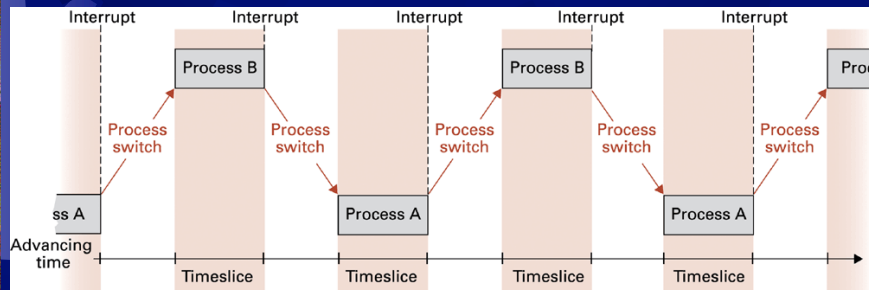 Interrupt Interrupt Interrupt Interrupt Interrupt
Process B Process B Proc
Process Process Process Process Process
switch switch switch switch switch
ss A Process A Process A
Advancing
time
Timeslice Timeslice Timeslice Timeslice